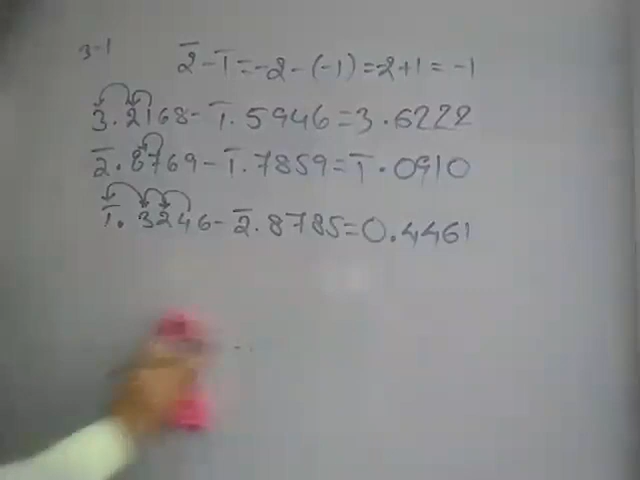 3-1
2̅ - 1̅ = -2 - (-1) = -2 + 1 = -1
3.2168 - 1̅.5946 = 3.6222
2̅.8769 - 1̅.7859 = 1̅.0910
1̅.3246 - 2̅.8785 = 0.4461